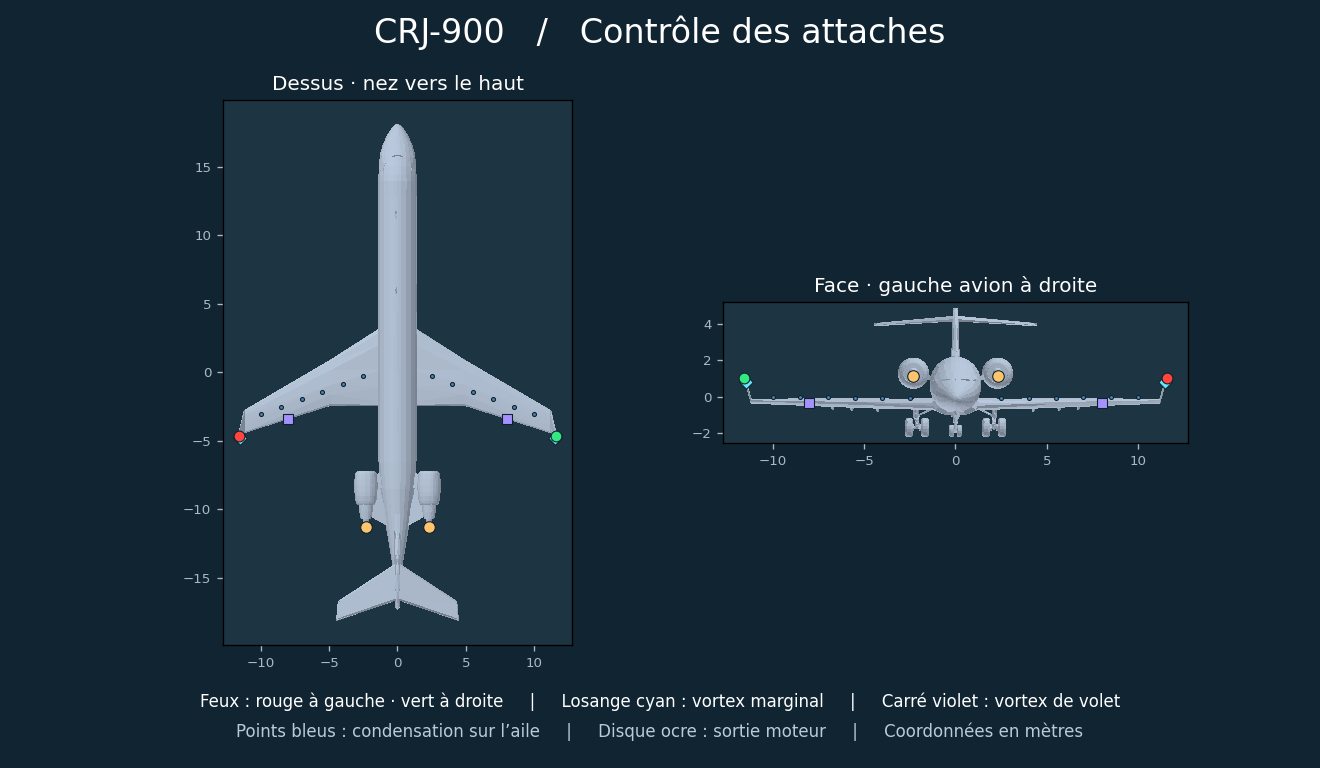 CRJ-900 / Contrôle des attaches
Dessus · nez vers le haut
15
10
5
0
−5
−10
−15
−10 −5 0 5 10
Face · gauche avion à droite
4
2
0
−2
−10 −5 0 5 10
Feux : rouge à gauche · vert à droite | Losange cyan : vortex marginal | Carré violet : vortex de volet
Points bleus : condensation sur l’aile | Disque ocre : sortie moteur | Coordonnées en mètres